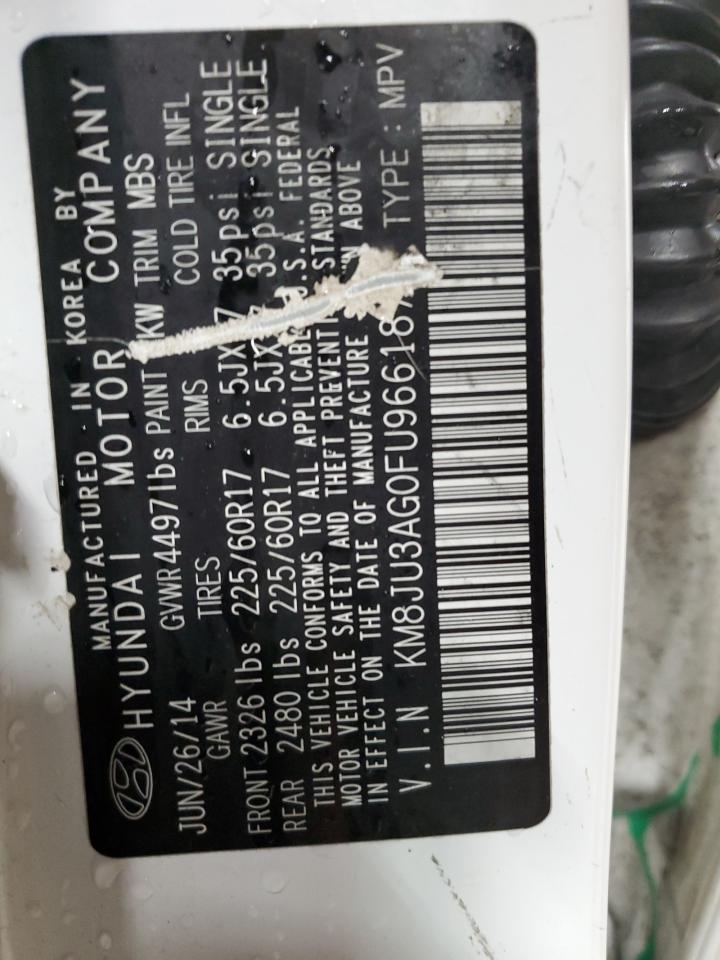 MANUFACTURED IN KOREA BY
HYUNDAI MOTOR COMPANY
JUN/26/14 GVWR 4497lbs PAINT KW TRIM MBS
GAWR TIRES RIMS COLD TIRE INFL
FRONT 2326 lbs 225/60R17 6.5JX 7 35psi SINGLE
REAR 2480 lbs 225/60R17 6.5JX 35psi SINGLE
THIS VEHICLE CONFORMS TO ALL APPLICABL U.S.A. FEDERAL
MOTOR VEHICLE SAFETY AND THEFT PREVENTI STANDARDS
IN EFFECT ON THE DATE OF MANUFACTURE WN ABOVE
V.I.N KM8JU3AG0FU966187 TYPE : MPV